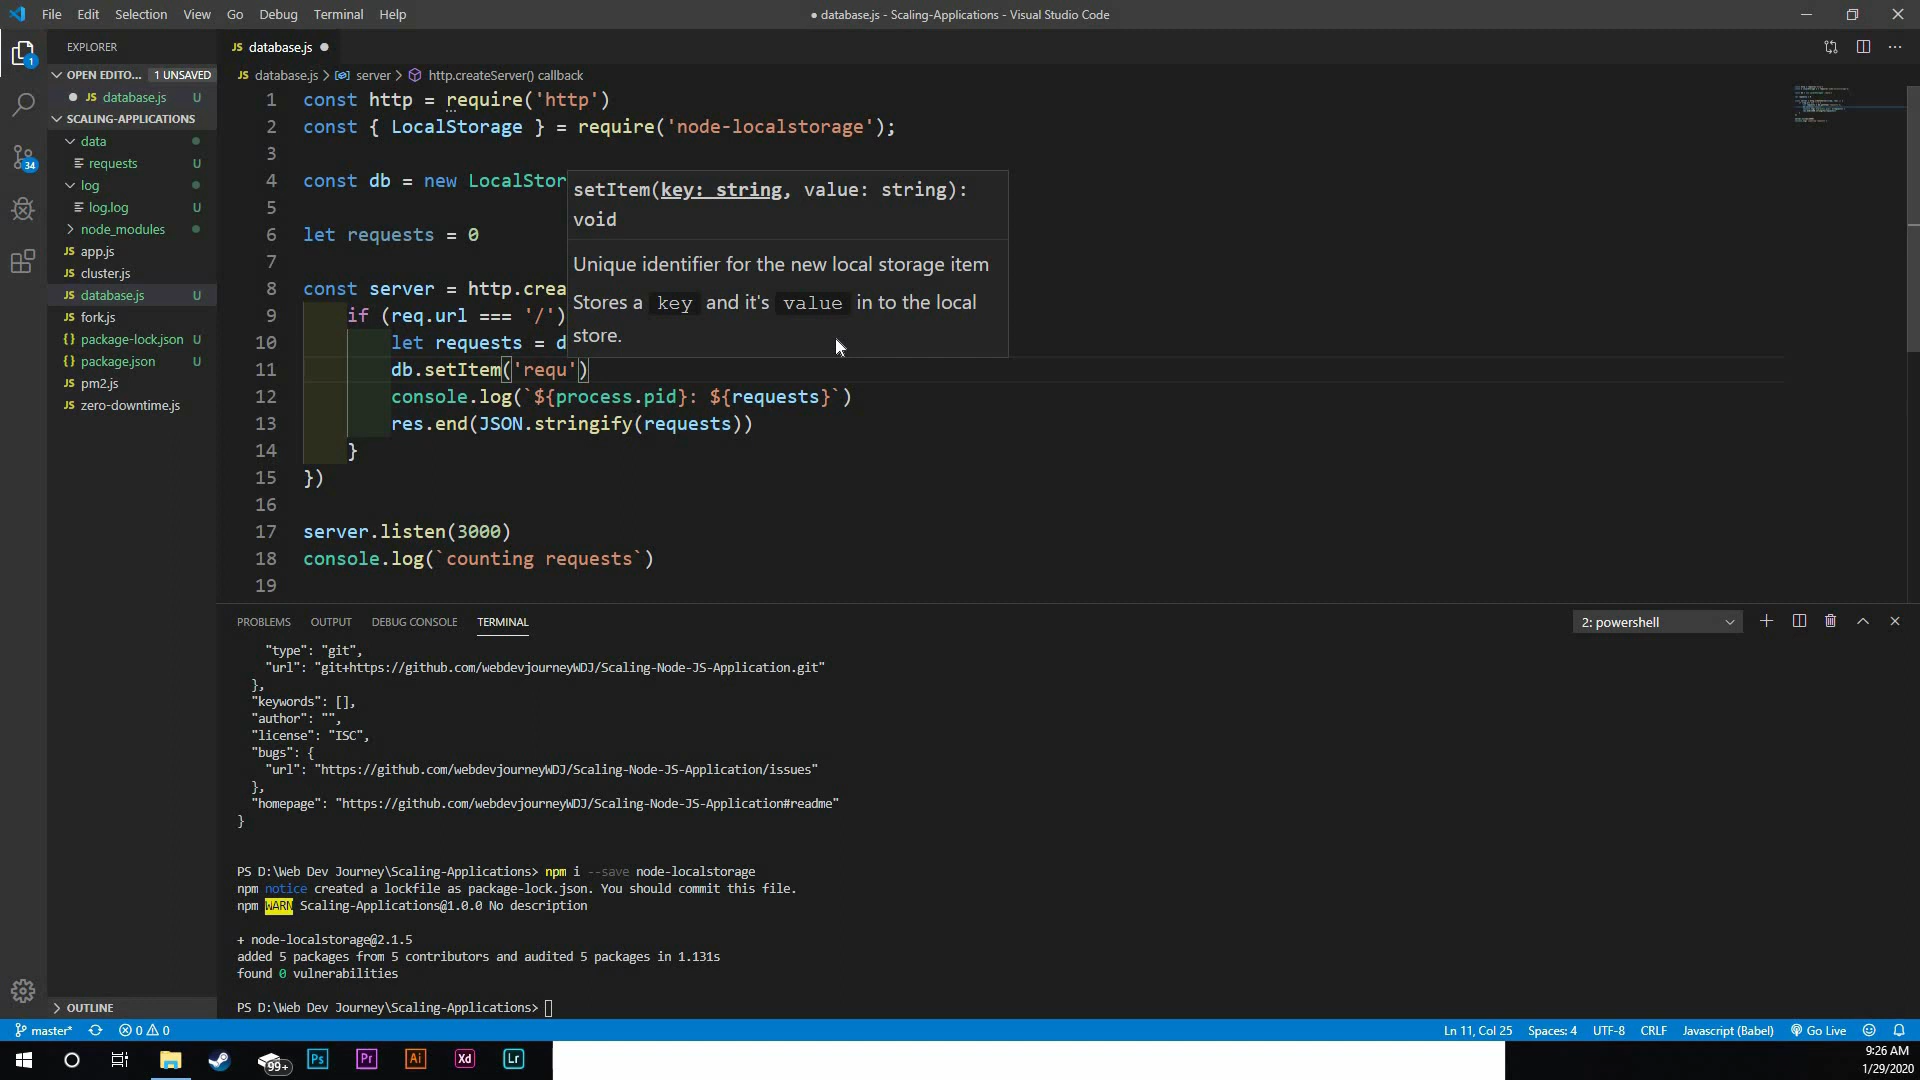 File Edit Selection View Go Debug Terminal Help
● database.js - Scaling-Applications - Visual Studio Code
EXPLORER
OPEN EDITO... 1 UNSAVED
JS database.js U
SCALING-APPLICATIONS
data
requests U
log
log.log U
node_modules
JS app.js
JS cluster.js
JS database.js U
JS fork.js
{} package-lock.json U
{} package.json U
JS pm2.js
JS zero-downtime.js
OUTLINE
1
34
JS database.js ●
JS database.js > server > http.createServer() callback
1 const http = require('http')
2 const { LocalStorage } = require('node-localstorage');
3
4 const db = new LocalStor
5
6 let requests = 0
7
8 const server = http.crea
9 if (req.url === '/')
10 let requests = d
11 db.setItem('requ')
12 console.log(`${process.pid}: ${requests}`)
13 res.end(JSON.stringify(requests))
14 }
15 })
16
17 server.listen(3000)
18 console.log(`counting requests`)
19
setItem(key: string, value: string):
void
Unique identifier for the new local storage item
Stores a key and it's value in to the local
store.
PROBLEMS OUTPUT DEBUG CONSOLE TERMINAL
2: powershell
"type": "git",
"url": "git+https://github.com/webdevjourneyWDJ/Scaling-Node-JS-Application.git"
},
"keywords": [],
"author": "",
"license": "ISC",
"bugs": {
"url": "https://github.com/webdevjourneyWDJ/Scaling-Node-JS-Application/issues"
},
"homepage": "https://github.com/webdevjourneyWDJ/Scaling-Node-JS-Application#readme"
}
PS D:\Web Dev Journey\Scaling-Applications> npm i --save node-localstorage
npm notice created a lockfile as package-lock.json. You should commit this file.
npm WARN Scaling-Applications@1.0.0 No description
+ node-localstorage@2.1.5
added 5 packages from 5 contributors and audited 5 packages in 1.131s
found 0 vulnerabilities
PS D:\Web Dev Journey\Scaling-Applications>
master* 0 0
Ln 11, Col 25 Spaces: 4 UTF-8 CRLF Javascript (Babel) Go Live
99+ Ps Pr Ai Xd Lr
9:26 AM
1/29/2020